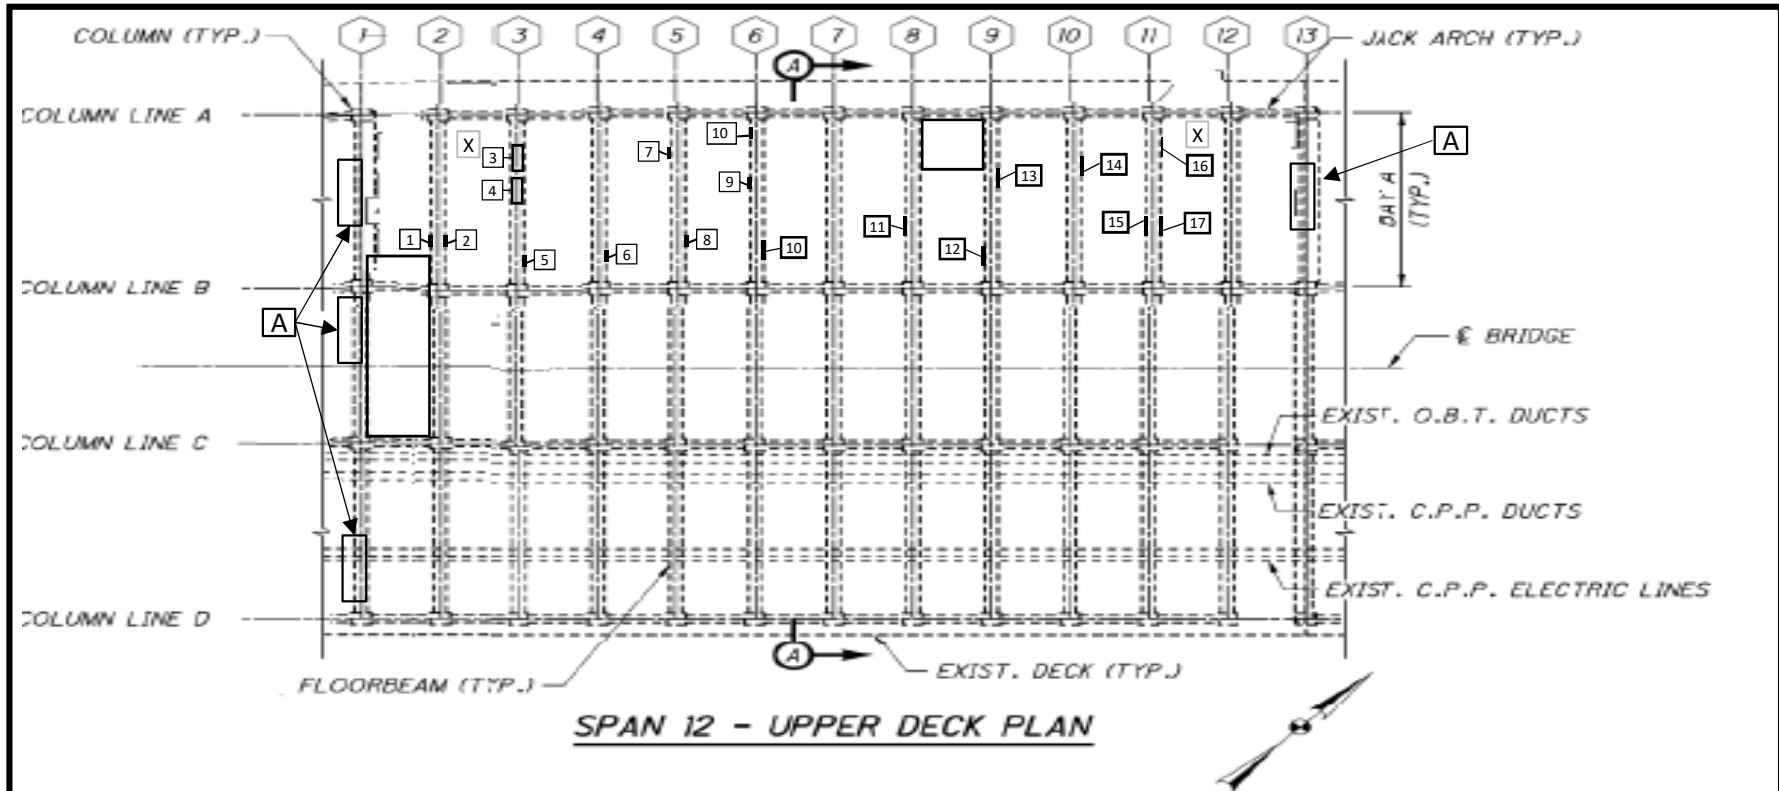 1 2 3 4 5 6 7 8 9 10 11 12 13
COLUMN (TYP.)
A
JACK ARCH (TYP.)
COLUMN LINE A
X
3
4
7
10
9
X
16
14
13
A
BAY A
(TYP.)
1
2
5
6
8
10
11
12
15
17
COLUMN LINE B
A
℄ BRIDGE
EXIST. O.B.T. DUCTS
COLUMN LINE C
EXIST. C.P.P. DUCTS
EXIST. C.P.P. ELECTRIC LINES
COLUMN LINE D
A
FLOORBEAM (TYP.)
EXIST. DECK (TYP.)
SPAN 12 - UPPER DECK PLAN